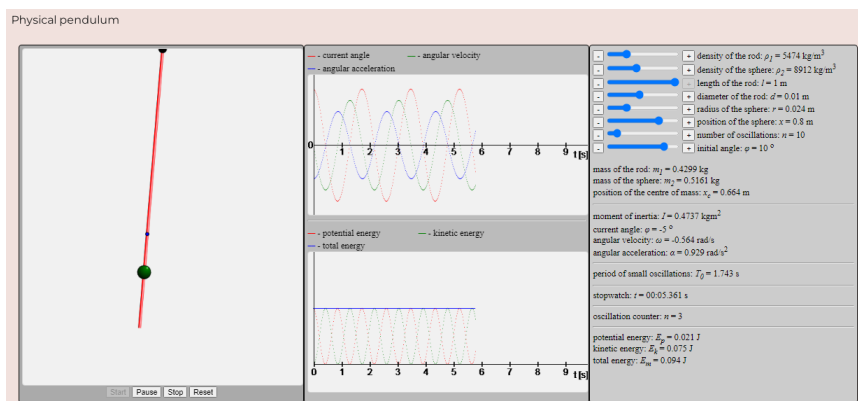 Physical pendulum
- current angle - angular velocity
- angular acceleration
0
0 1 2 3 4 5 6 7 8 9 t[s]
- potential energy - kinetic energy
- total energy
0 1 2 3 4 5 6 7 8 9 t[s]
Start Pause Stop Reset
- + density of the rod: ρ₁ = 5474 kg/m³
- + density of the sphere: ρ₂ = 8912 kg/m³
- + length of the rod: l = 1 m
- + diameter of the rod: d = 0.01 m
- + radius of the sphere: r = 0.024 m
- + position of the sphere: x = 0.8 m
- + number of oscillations: n = 10
- + initial angle: φ = 10 °
mass of the rod: m₁ = 0.4299 kg
mass of the sphere: m₂ = 0.5161 kg
position of the centre of mass: x_c = 0.664 m
moment of inertia: I = 0.4737 kgm²
current angle: φ = -5 °
angular velocity: ω = -0.564 rad/s
angular acceleration: α = 0.929 rad/s²
period of small oscillations: T₀ = 1.743 s
stopwatch: t = 00:05.361 s
oscillation counter: n = 3
potential energy: E_p = 0.021 J
kinetic energy: E_k = 0.075 J
total energy: E_m = 0.094 J